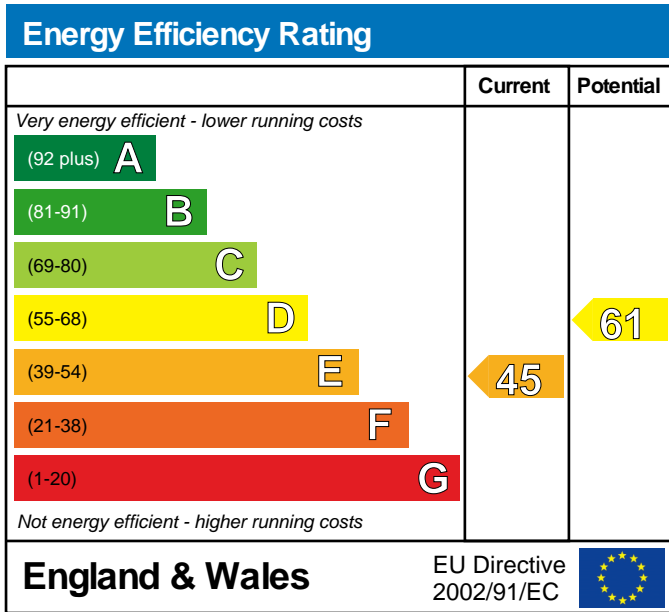 Energy Efficiency Rating
Current Potential
Very energy efficient - lower running costs
(92 plus) A
(81-91) B
(69-80) C
(55-68) D 61
(39-54) E 45
(21-38) F
(1-20) G
Not energy efficient - higher running costs
England & Wales
EU Directive
2002/91/EC